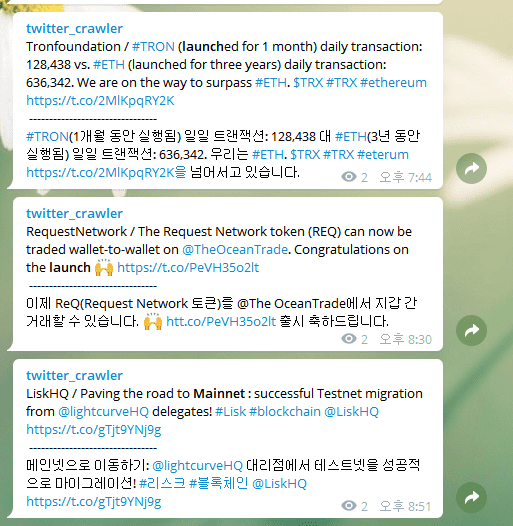 twitter_crawler
Tronfoundation / #TRON (launched for 1 month) daily transaction:
128,438 vs. #ETH (launched for three years) daily transaction:
636,342. We are on the way to surpass #ETH. $TRX #TRX #ethereum
https://t.co/2MlKpqRY2K
--------------------------------
#TRON(1개월 동안 실행됨) 일일 트랜잭션: 128,438 대 #ETH(3년 동안
실행됨) 일일 트랜잭션: 636,342. 우리는 #ETH. $TRX #TRX #eterum
https://t.co/2MlKpqRY2K을 넘어서고 있습니다.
2 오후 7:44
twitter_crawler
RequestNetwork / The Request Network token (REQ) can now be
traded wallet-to-wallet on @TheOceanTrade. Congratulations on
the launch 🙌 https://t.co/PeVH35o2lt
--------------------------------
이제 ReQ(Request Network 토큰)을 @The OceanTrade에서 지갑 간
거래할 수 있습니다. 🙌 htt.co/PeVH35o2lt 출시 축하드립니다.
2 오후 8:30
twitter_crawler
LiskHQ / Paving the road to Mainnet : successful Testnet migration
from @lightcurveHQ delegates! #Lisk #blockchain @LiskHQ
https://t.co/gTjt9YNj9g
--------------------------------
메인넷으로 이동하기: @lightcurveHQ 대리점에서 테스트넷을 성공적
으로 마이그레이션! #리스크 #블록체인 @LiskHQ
https://t.co/gTjt9YNj9g
2 오후 8:51